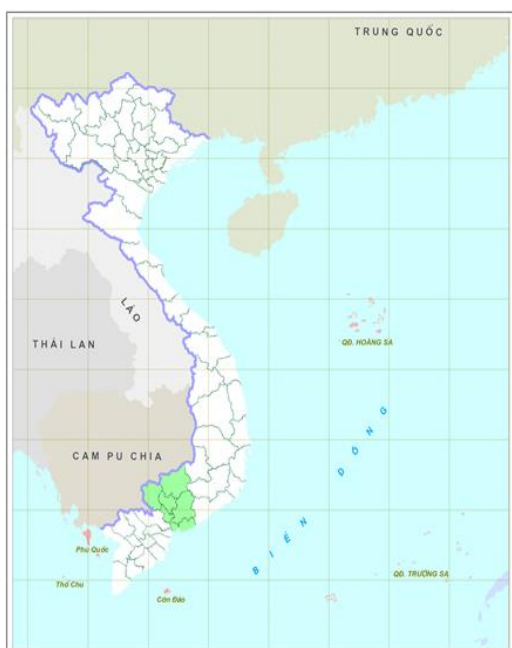 TRUNG QUỐC
LÀO
QĐ. HOÀNG SA
THÁI LAN
CAM PU CHIA
BIỂN ĐÔNG
Phú Quốc
QĐ. TRƯỜNG SA
Thổ Chu
Côn Đảo